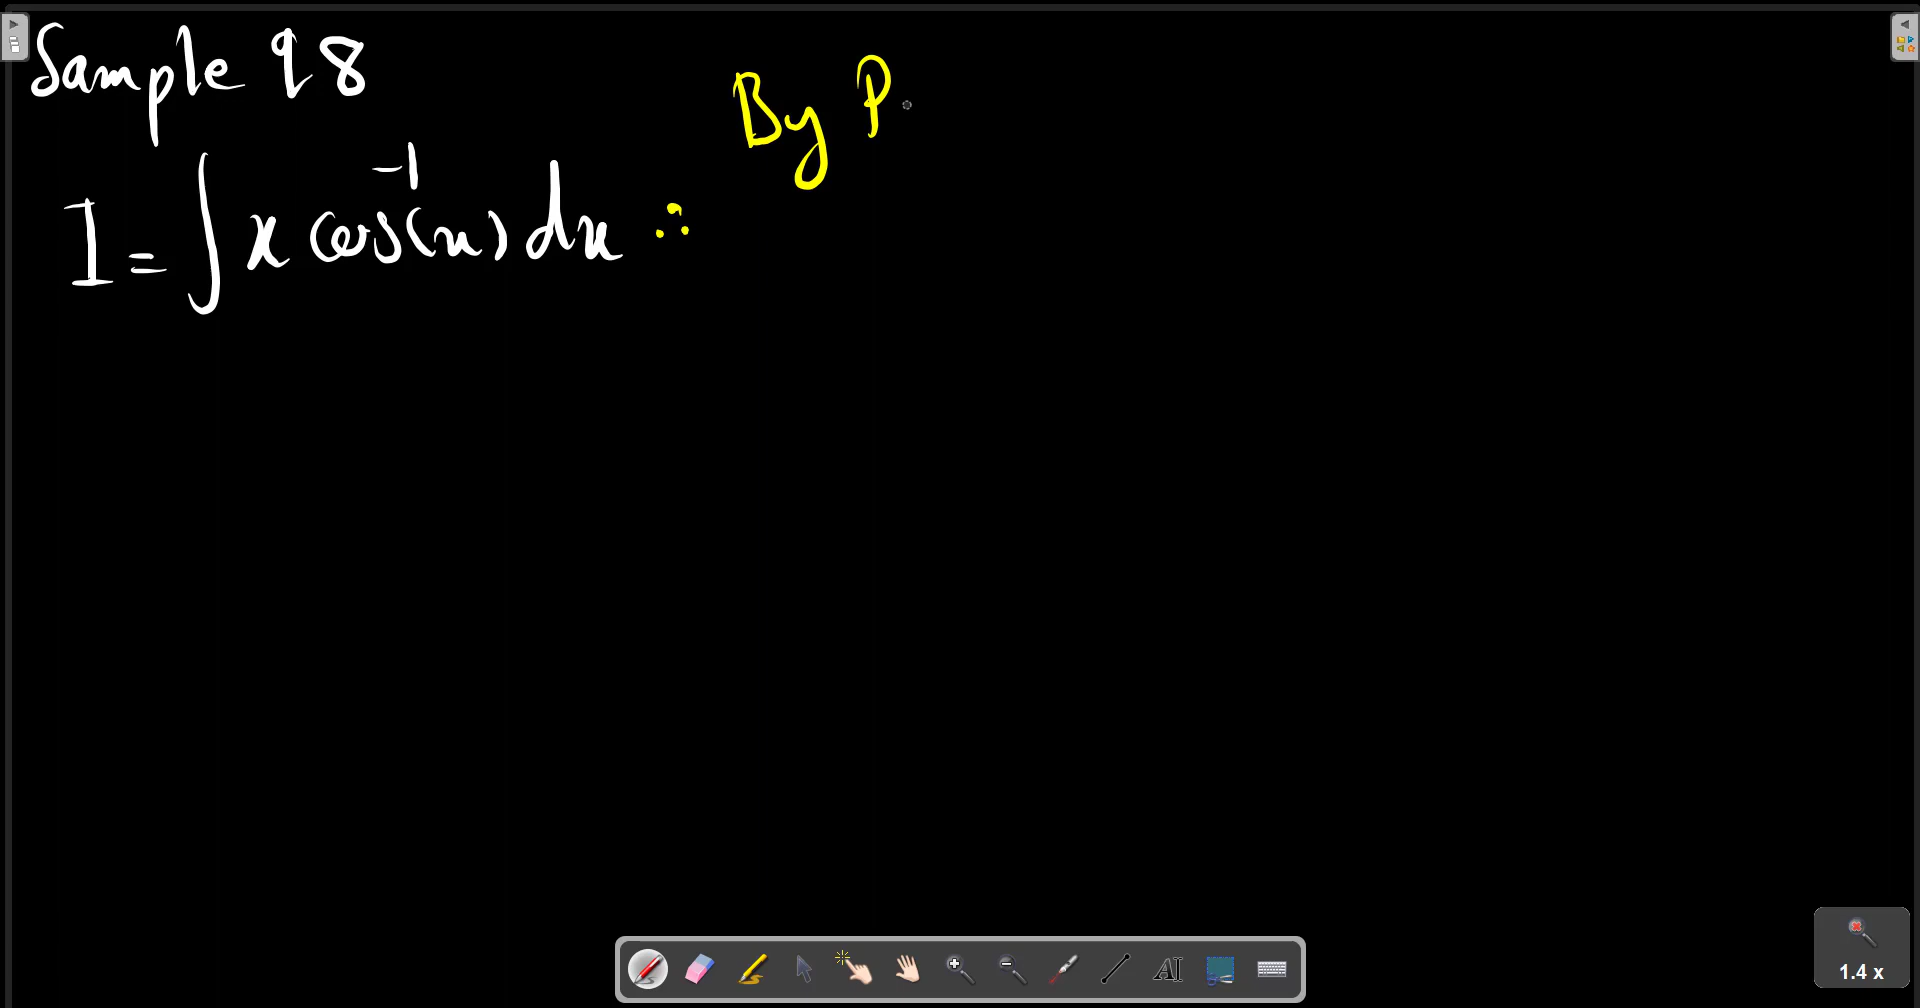 Sample 98
By P
I = ∫ x cos⁻¹(x) dx ∴
1.4 x